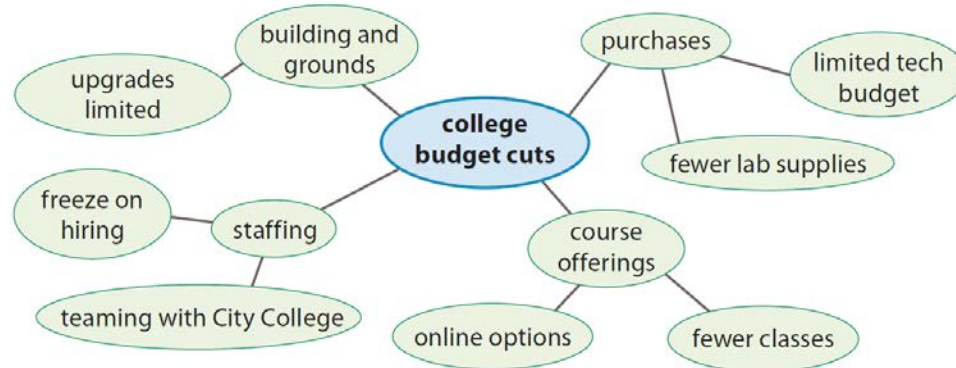 building and
grounds
upgrades
limited
purchases
limited tech
budget
college
budget cuts
fewer lab supplies
freeze on
hiring
staffing
teaming with City College
course
offerings
online options
fewer classes